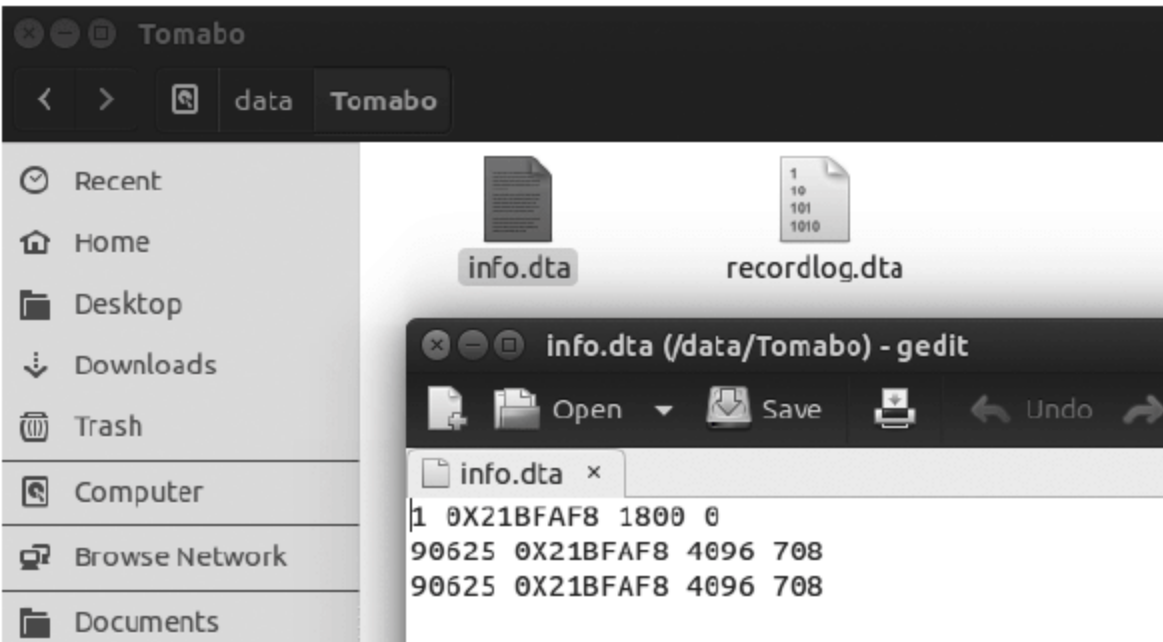 Tomabo
data Tomabo
Recent
Home
Desktop
Downloads
Trash
Computer
Browse Network
Documents
1
10
101
1010
info.dta
recordlog.dta
info.dta (/data/Tomabo) - gedit
Open Save Undo
info.dta ×
1 0X21BFAF8 1800 0
90625 0X21BFAF8 4096 708
90625 0X21BFAF8 4096 708